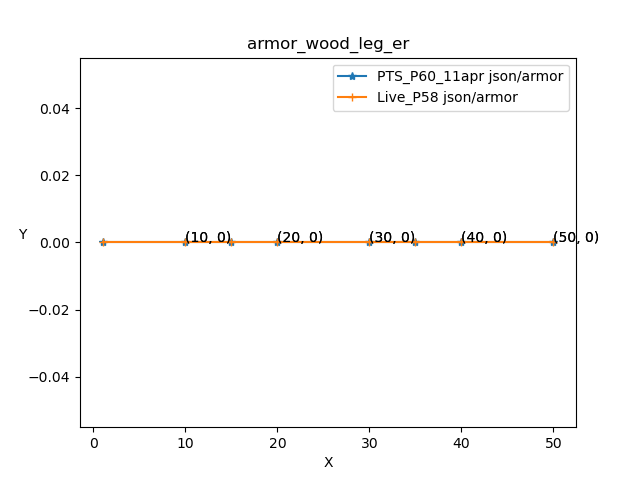 armor_wood_leg_er
PTS_P60_11apr json/armor
Live_P58 json/armor
0.04
0.02
Y
0.00
(10, 0) (20, 0) (30, 0) (40, 0) (50, 0)
−0.02
−0.04
0 10 20 30 40 50
X